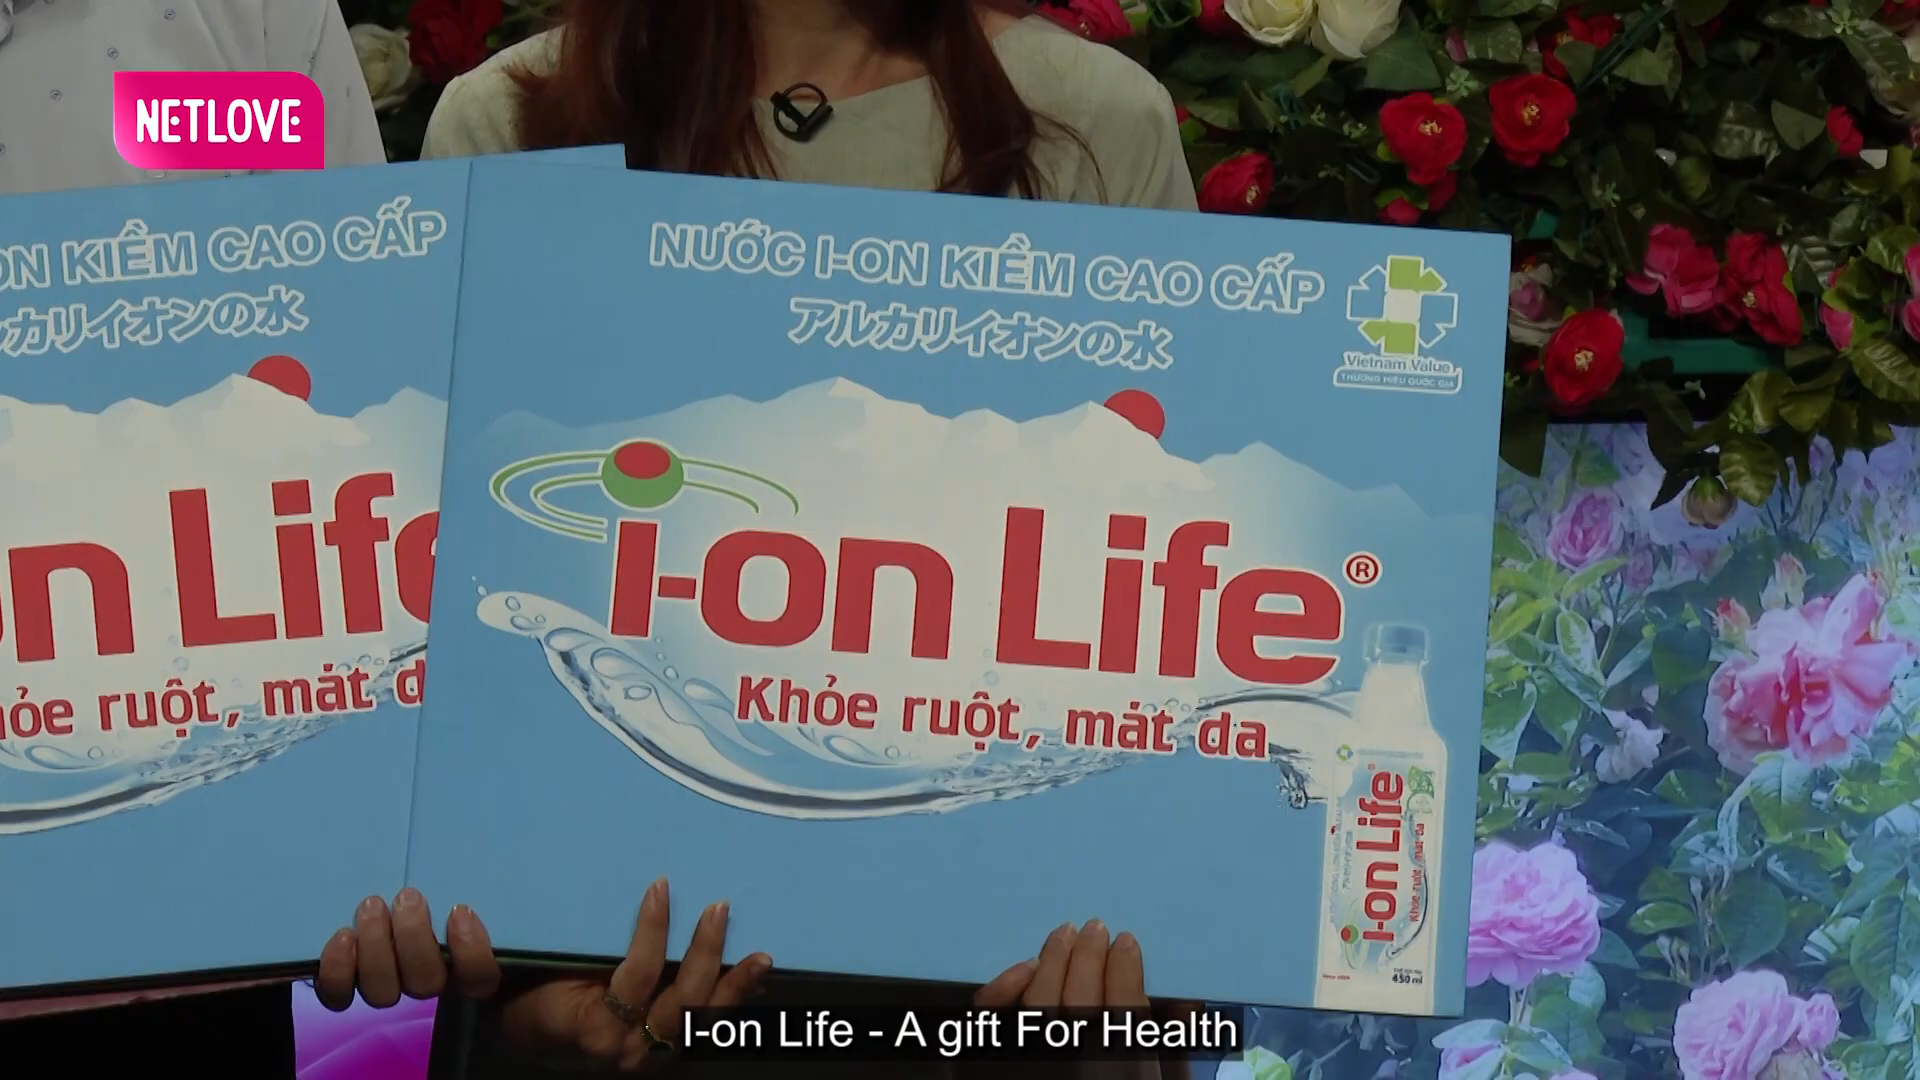 NETLOVE
ON KIỀM CAO CẤP
カリイオンの水
on Life
ỏe ruột, mát d
NƯỚC I-ON KIỀM CAO CẤP
アルカリイオンの水
Vietnam Value
THƯƠNG HIỆU QUỐC GIA
i-on Life®
Khỏe ruột, mát da
i-on Life
Khỏe ruột, mát da
450 ml
I-on Life - A gift For Health